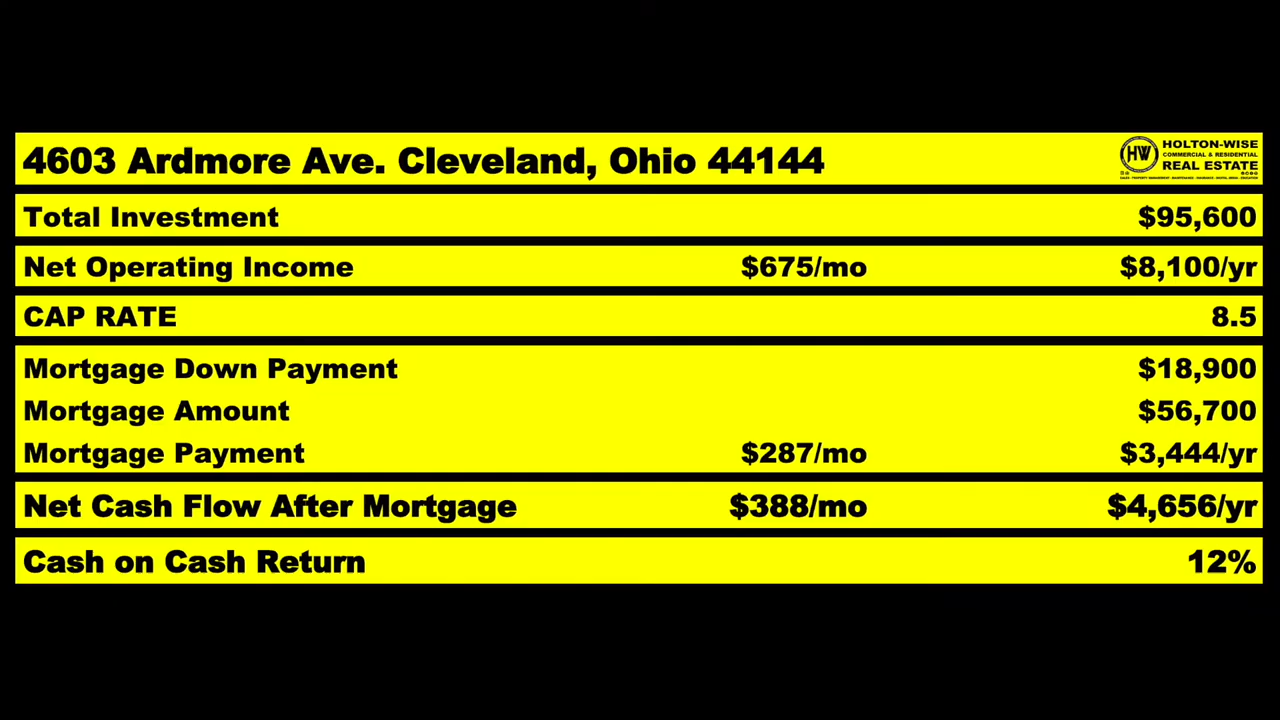 4603 Ardmore Ave. Cleveland, Ohio 44144
HW
HOLTON-WISE
COMMERCIAL & RESIDENTIAL
REAL ESTATE
Total Investment $95,600
Net Operating Income $675/mo $8,100/yr
CAP RATE 8.5
Mortgage Down Payment $18,900
Mortgage Amount $56,700
Mortgage Payment $287/mo $3,444/yr
Net Cash Flow After Mortgage $388/mo $4,656/yr
Cash on Cash Return 12%